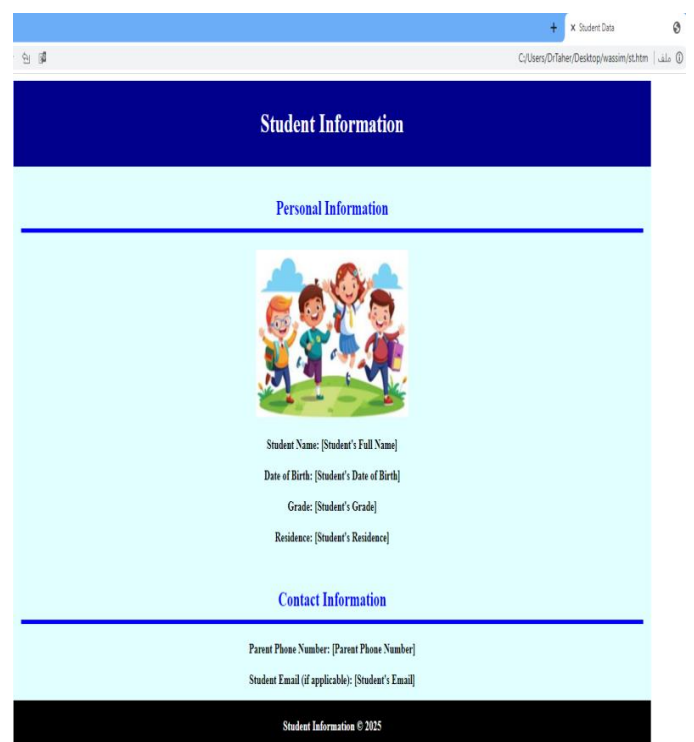 + × Student Data
C:/Users/DrTaher/Desktop/wassim/st.htm | ملف
Student Information
Personal Information
Student Name: [Student's Full Name]
Date of Birth: [Student's Date of Birth]
Grade: [Student's Grade]
Residence: [Student's Residence]
Contact Information
Parent Phone Number: [Parent Phone Number]
Student Email (if applicable): [Student's Email]
Student Information © 2025